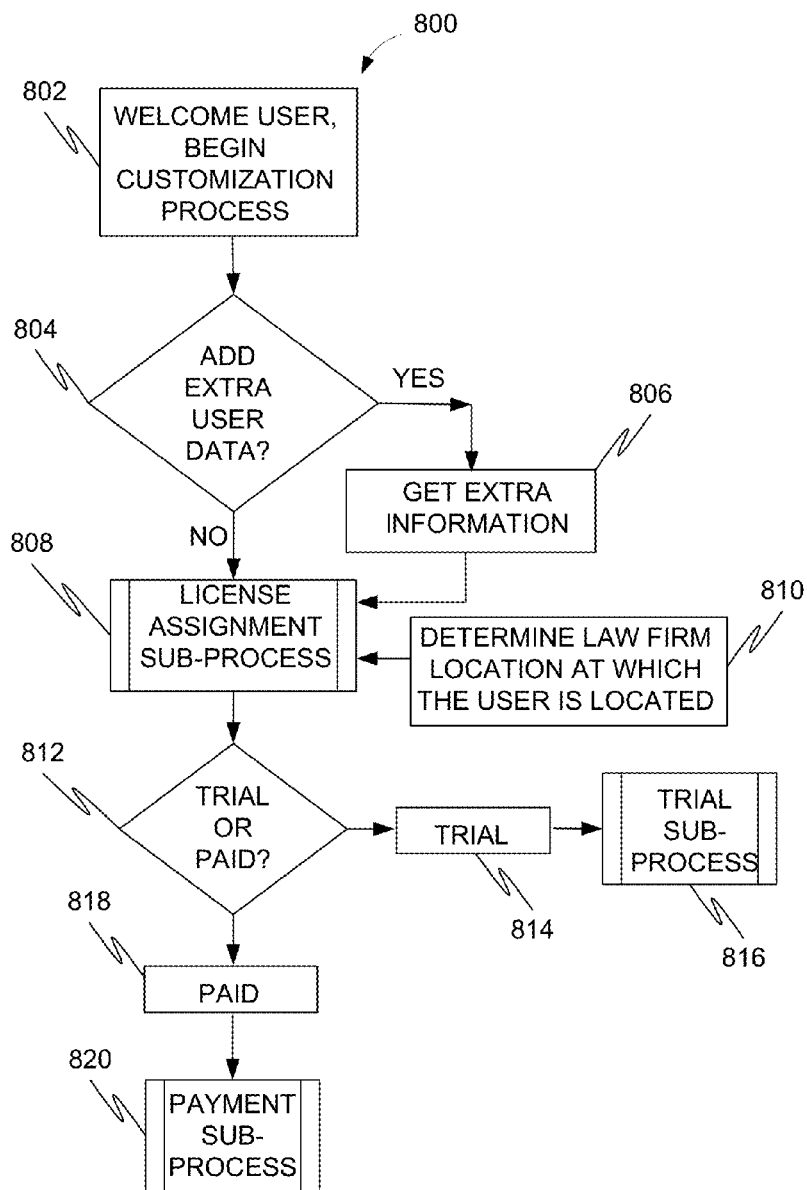 800
802
WELCOME USER,
BEGIN
CUSTOMIZATION
PROCESS
804
ADD
EXTRA
USER
DATA?
YES
806
GET EXTRA
INFORMATION
NO
808
LICENSE
ASSIGNMENT
SUB-PROCESS
810
DETERMINE LAW FIRM
LOCATION AT WHICH
THE USER IS LOCATED
812
TRIAL
OR
PAID?
TRIAL
814
TRIAL
SUB-
PROCESS
816
818
PAID
820
PAYMENT
SUB-
PROCESS